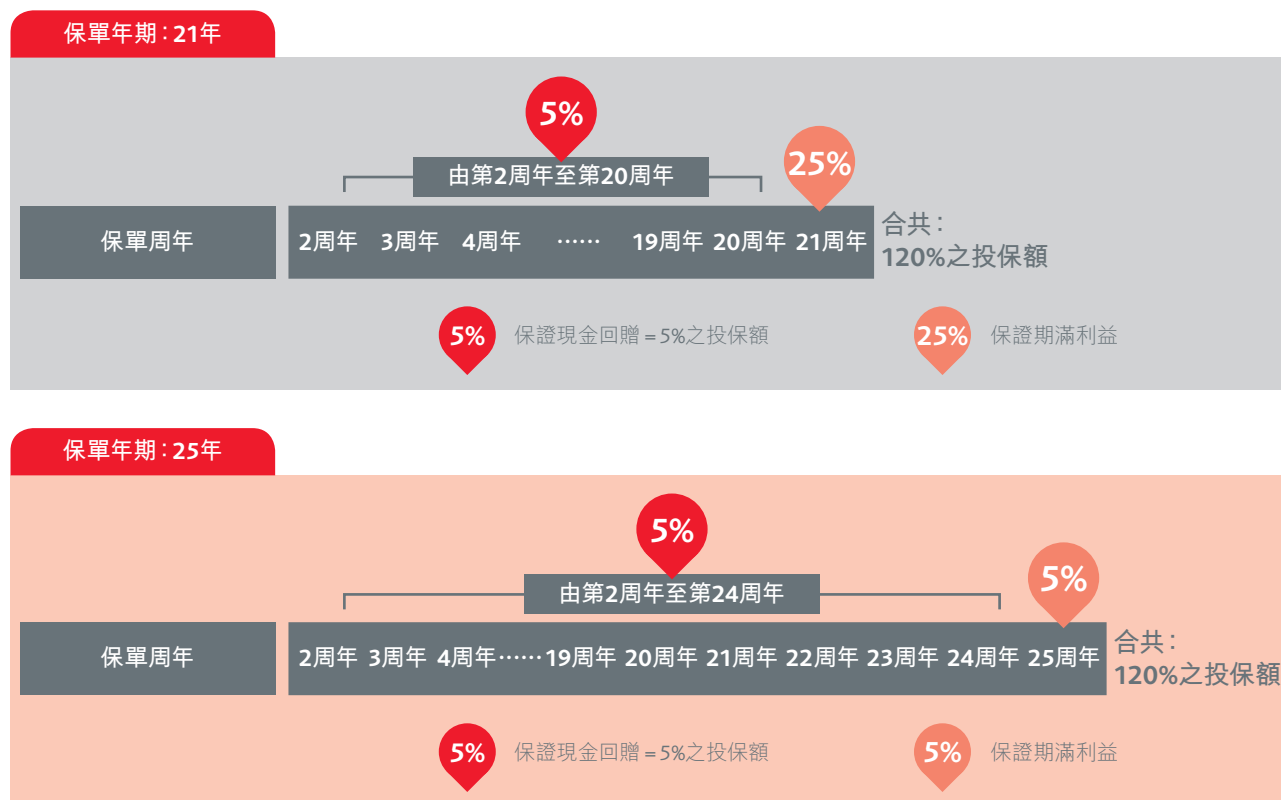 保單年期：21年
5%
25%
由第2周年至第20周年
保單周年
2周年 3周年 4周年 …… 19周年 20周年 21周年
合共：
120%之投保額
5% 保證現金回贈 = 5%之投保額
25% 保證期滿利益
保單年期：25年
5%
5%
由第2周年至第24周年
保單周年
2周年 3周年 4周年……19周年 20周年 21周年 22周年 23周年 24周年 25周年
合共：
120%之投保額
5% 保證現金回贈 = 5%之投保額
5% 保證期滿利益